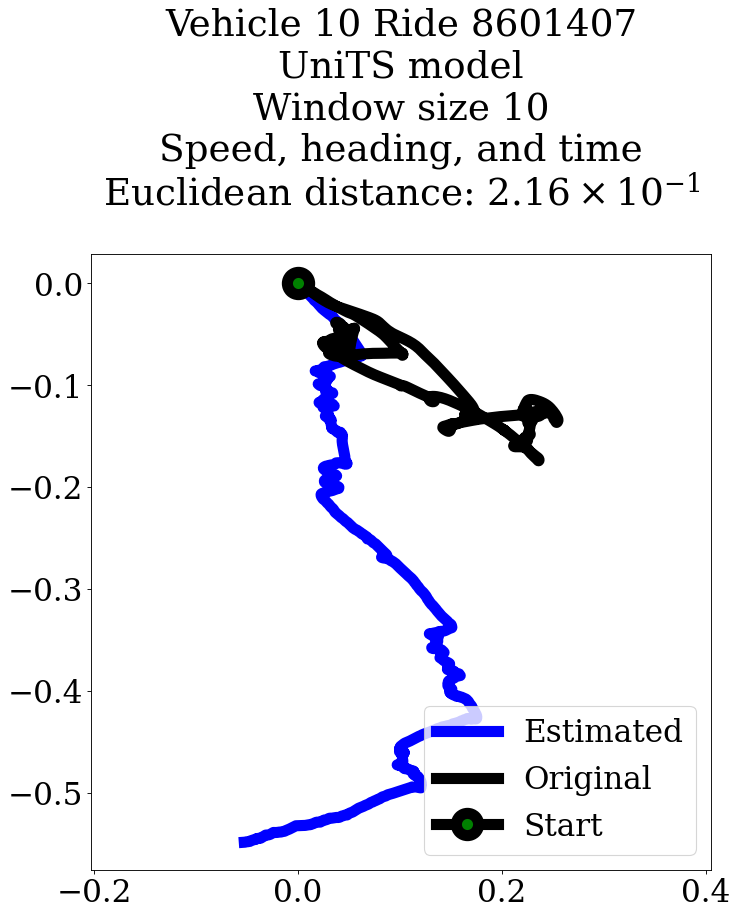 Vehicle 10 Ride 8601407
UniTS model
Window size 10
Speed, heading, and time
Euclidean distance: 2.16 × 10⁻¹
0.0
−0.1
−0.2
−0.3
−0.4
−0.5
Estimated
Original
Start
−0.2 0.0 0.2 0.4